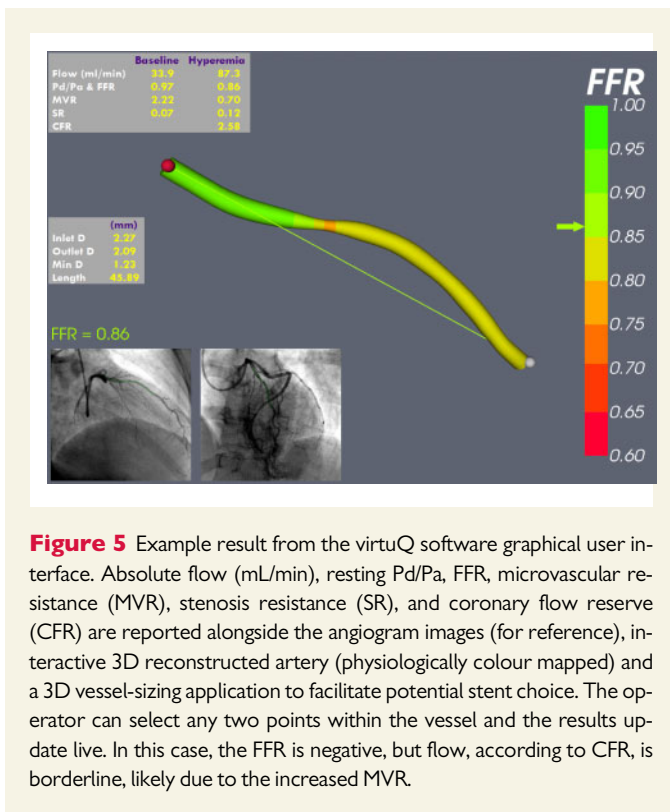 Baseline Hyperemia
Flow (ml/min) 33.9 87.3
Pd/Pa & FFR 0.97 0.86
MVR 2.22 0.70
SR 0.07 0.12
CFR 2.58
FFR
1.00
0.95
0.90
0.85
0.80
0.75
0.70
0.65
0.60
(mm)
Inlet D 2.27
Outlet D 2.09
Min D 1.23
Length 45.89
FFR = 0.86
Figure 5 Example result from the virtuQ software graphical user in-
terface. Absolute flow (mL/min), resting Pd/Pa, FFR, microvascular re-
sistance (MVR), stenosis resistance (SR), and coronary flow reserve
(CFR) are reported alongside the angiogram images (for reference), in-
teractive 3D reconstructed artery (physiologically colour mapped) and
a 3D vessel-sizing application to facilitate potential stent choice. The op-
erator can select any two points within the vessel and the results up-
date live. In this case, the FFR is negative, but flow, according to CFR, is
borderline, likely due to the increased MVR.